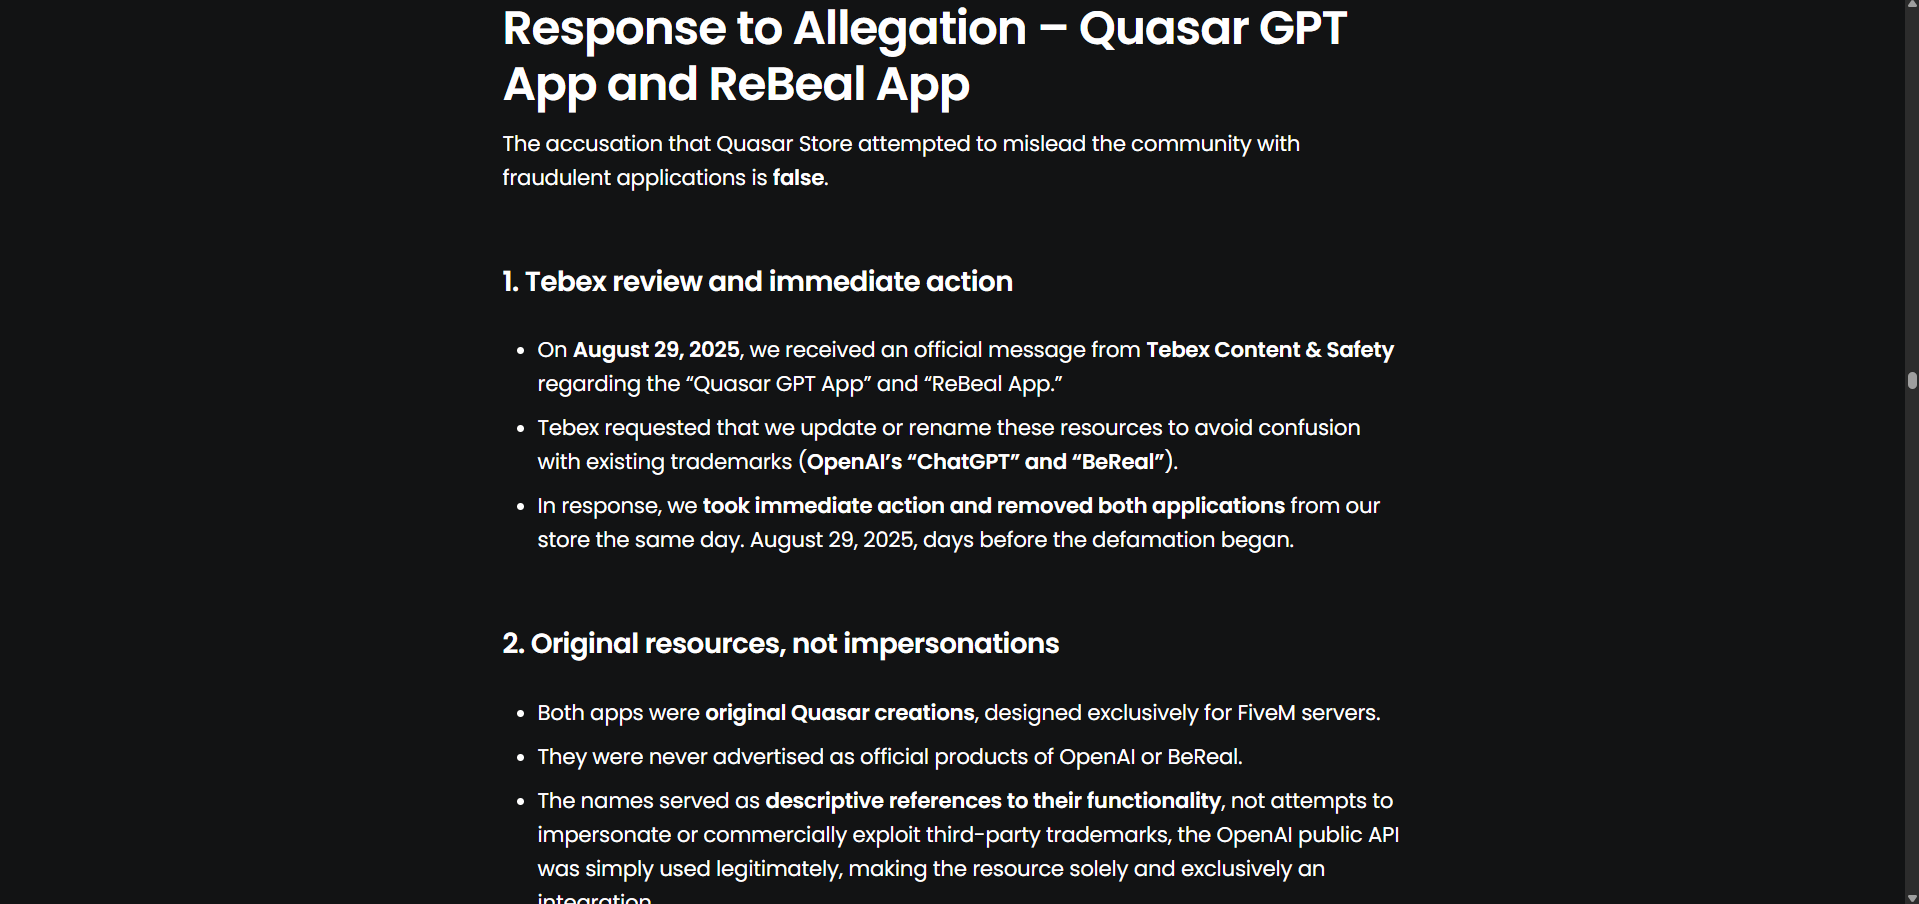 Response to Allegation – Quasar GPT
App and ReBeal App
The accusation that Quasar Store attempted to mislead the community with
fraudulent applications is false.
1. Tebex review and immediate action
• On August 29, 2025, we received an official message from Tebex Content & Safety
regarding the “Quasar GPT App” and “ReBeal App.”
• Tebex requested that we update or rename these resources to avoid confusion
with existing trademarks (OpenAI’s “ChatGPT” and “BeReal”).
• In response, we took immediate action and removed both applications from our
store the same day. August 29, 2025, days before the defamation began.
2. Original resources, not impersonations
• Both apps were original Quasar creations, designed exclusively for FiveM servers.
• They were never advertised as official products of OpenAI or BeReal.
• The names served as descriptive references to their functionality, not attempts to
impersonate or commercially exploit third-party trademarks, the OpenAI public API
was simply used legitimately, making the resource solely and exclusively an
integration.